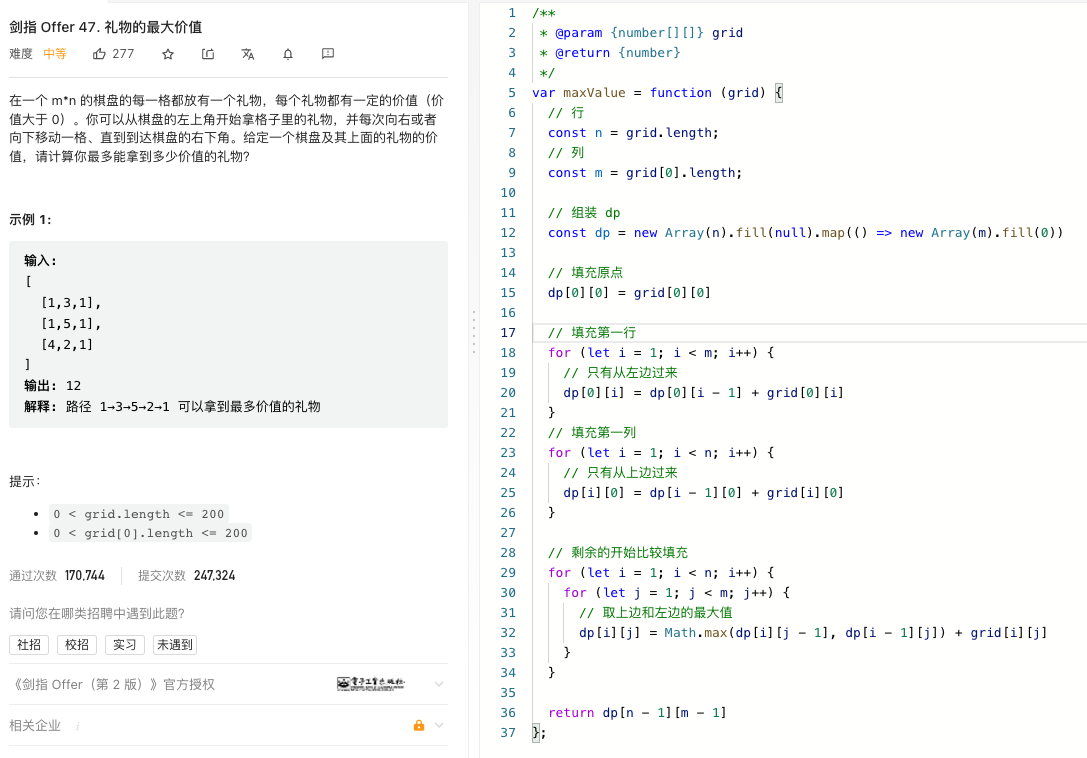 剑指 Offer 47. 礼物的最大价值
难度 中等 277
在一个 m*n 的棋盘的每一格都放有一个礼物，每个礼物都有一定的价值（价
值大于 0）。你可以从棋盘的左上角开始拿格子里的礼物，并每次向右或者
向下移动一格、直到到达棋盘的右下角。给定一个棋盘及其上面的礼物的价
值，请计算你最多能拿到多少价值的礼物？
示例 1:
输入:
[
  [1,3,1],
  [1,5,1],
  [4,2,1]
]
输出: 12
解释: 路径 1→3→5→2→1 可以拿到最多价值的礼物
提示：
• 0 < grid.length <= 200
• 0 < grid[0].length <= 200
通过次数 170,744 提交次数 247,324
请问您在哪类招聘中遇到此题？
社招 校招 实习 未遇到
《剑指 Offer（第 2 版）》官方授权
相关企业 i
1 /**
2  * @param {number[][]} grid
3  * @return {number}
4  */
5 var maxValue = function (grid) {
6   // 行
7   const n = grid.length;
8   // 列
9   const m = grid[0].length;
10
11   // 组装 dp
12   const dp = new Array(n).fill(null).map(() => new Array(m).fill(0))
13
14   // 填充原点
15   dp[0][0] = grid[0][0]
16
17   // 填充第一行
18   for (let i = 1; i < m; i++) {
19     // 只有从左边过来
20     dp[0][i] = dp[0][i - 1] + grid[0][i]
21   }
22   // 填充第一列
23   for (let i = 1; i < n; i++) {
24     // 只有从上边过来
25     dp[i][0] = dp[i - 1][0] + grid[i][0]
26   }
27
28   // 剩余的开始比较填充
29   for (let i = 1; i < n; i++) {
30     for (let j = 1; j < m; j++) {
31       // 取上边和左边的最大值
32       dp[i][j] = Math.max(dp[i][j - 1], dp[i - 1][j]) + grid[i][j]
33     }
34   }
35
36   return dp[n - 1][m - 1]
37 };